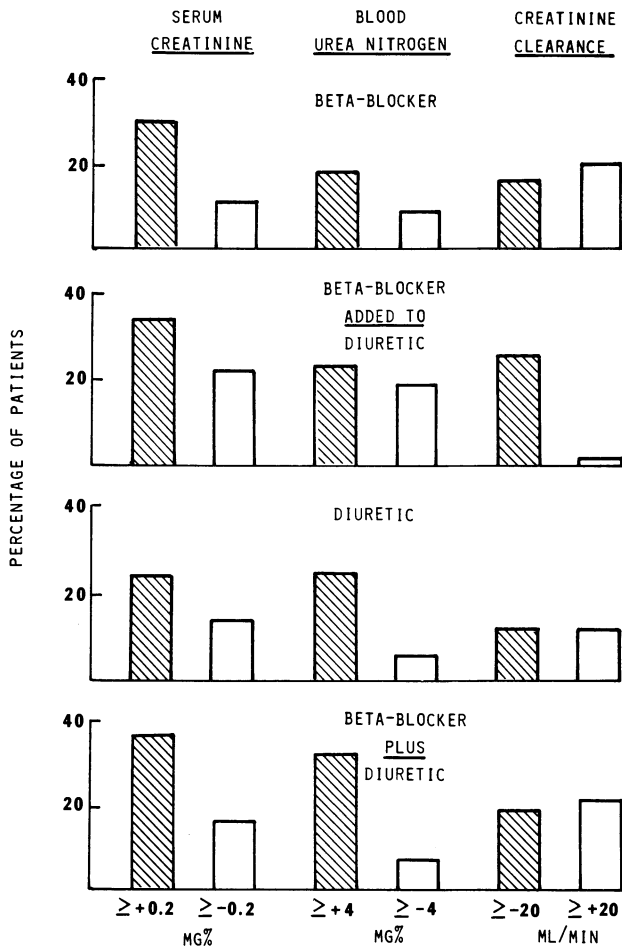 SERUM BLOOD CREATININE
CREATININE UREA NITROGEN CLEARANCE
40
BETA-BLOCKER
20
40
BETA-BLOCKER
ADDED TO
DIURETIC
20
PERCENTAGE OF PATIENTS
40
DIURETIC
20
40
BETA-BLOCKER
PLUS
DIURETIC
20
≥+0.2 ≥-0.2 ≥+4 ≥-4 ≥-20 ≥+20
MG% MG% ML/MIN